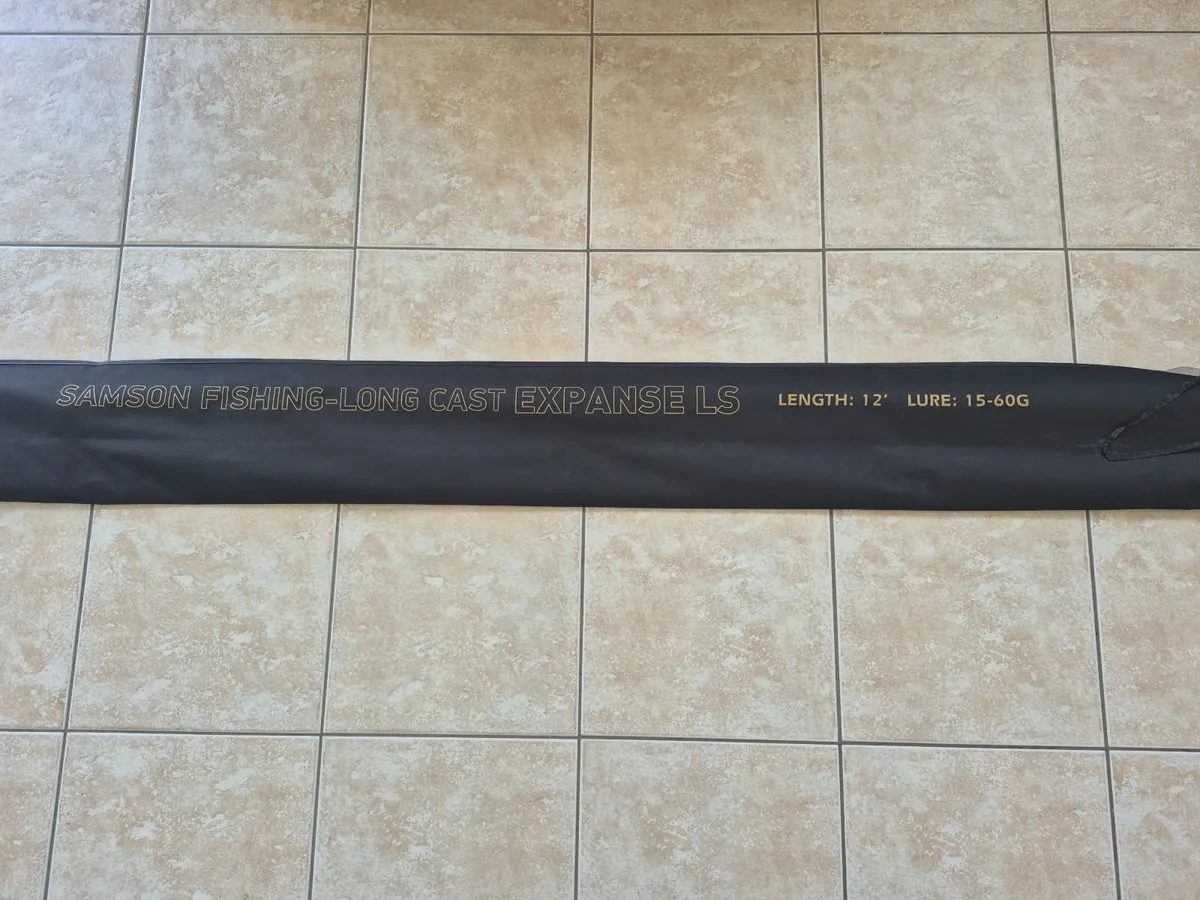 SAMSON FISHING-LONG CAST EXPANSE LS LENGTH: 12' LURE: 15-60G